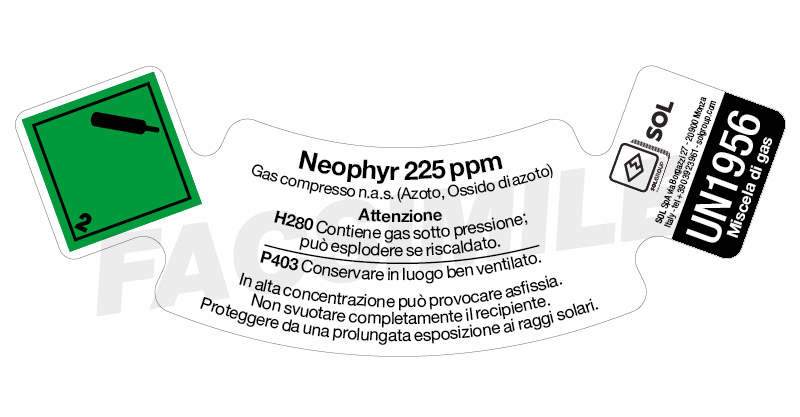 2
Neophyr 225 ppm
Gas compresso n.a.s. (Azoto, Ossido di azoto)
Attenzione
H280 Contiene gas sotto pressione;
può esplodere se riscaldato.
P403 Conservare in luogo ben ventilato.
In alta concentrazione può provocare asfissia.
Non svuotare completamente il recipiente.
Proteggere da una prolungata esposizione ai raggi solari.
FACSIMILE
SOL
SOLGROUP
SOL SpA via Borgazzi 27 - 20900 Monza
Italy - tel +39 039 23961 - solgroup.com
UN1956
Miscela di gas